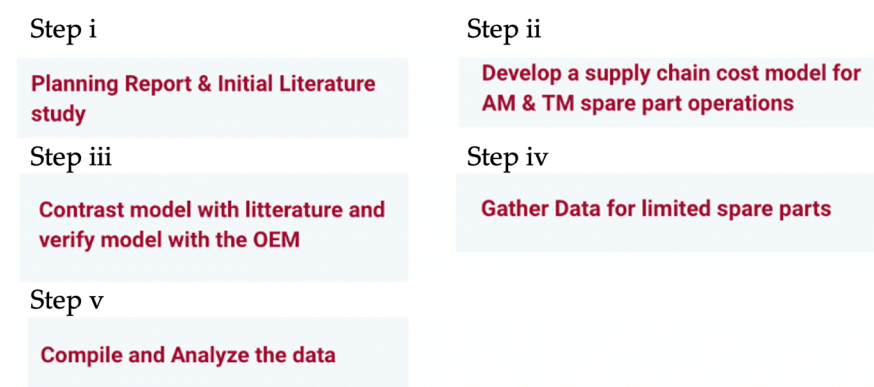 Step i
Planning Report & Initial Literature
study
Step ii
Develop a supply chain cost model for
AM & TM spare part operations
Step iii
Contrast model with litterature and
verify model with the OEM
Step iv
Gather Data for limited spare parts
Step v
Compile and Analyze the data